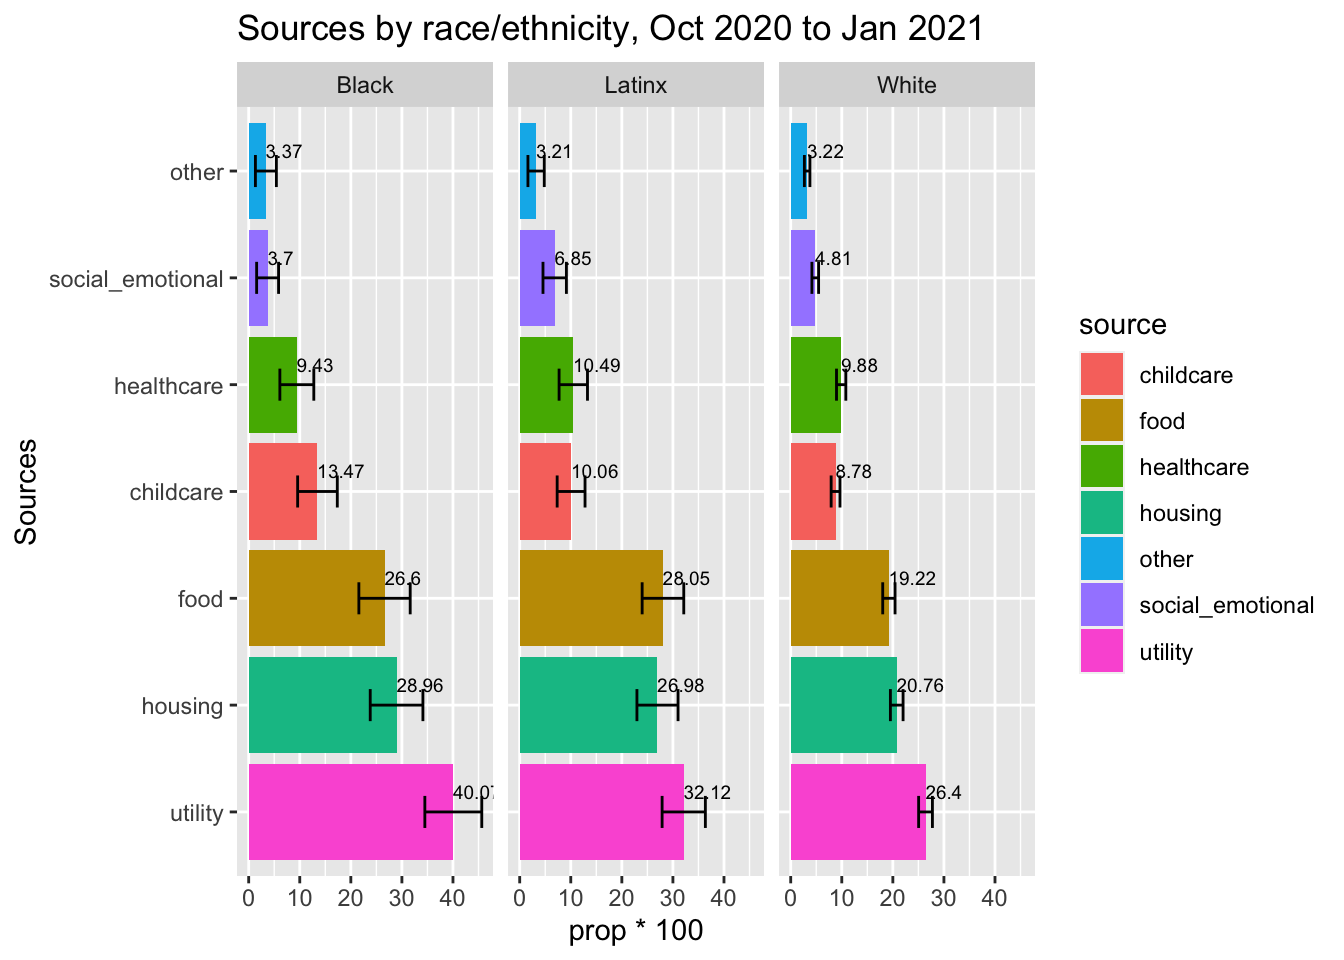 Sources by race/ethnicity, Oct 2020 to Jan 2021
Black
Latinx
White
Sources
other
3.37
3.21
3.22
social_emotional
3.7
6.85
4.81
healthcare
9.43
10.49
9.88
childcare
13.47
10.06
8.78
food
26.6
28.05
19.22
housing
28.96
26.98
20.76
utility
40.07
32.12
26.4
0 10 20 30 40
0 10 20 30 40
0 10 20 30 40
prop * 100
source
childcare
food
healthcare
housing
other
social_emotional
utility